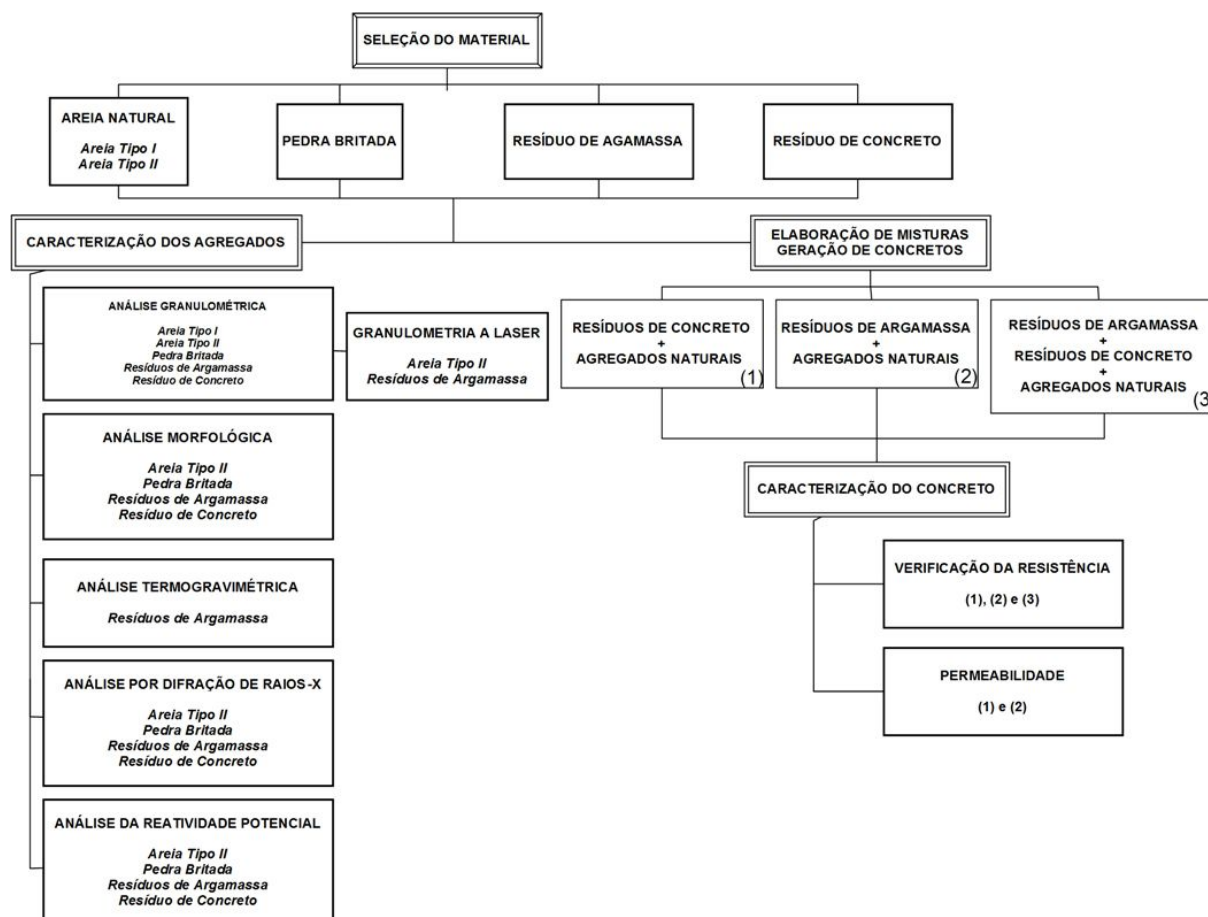 SELEÇÃO DO MATERIAL
AREIA NATURAL
Areia Tipo I
Areia Tipo II
PEDRA BRITADA
RESÍDUO DE AGAMASSA
RESÍDUO DE CONCRETO
CARACTERIZAÇÃO DOS AGREGADOS
ANÁLISE GRANULOMÉTRICA
Areia Tipo I
Areia Tipo II
Pedra Britada
Resíduos de Argamassa
Resíduo de Concreto
GRANULOMETRIA A LASER
Areia Tipo II
Resíduos de Argamassa
ANÁLISE MORFOLÓGICA
Areia Tipo II
Pedra Britada
Resíduos de Argamassa
Resíduo de Concreto
ANÁLISE TERMOGRAVIMÉTRICA
Resíduos de Argamassa
ANÁLISE POR DIFRAÇÃO DE RAIOS-X
Areia Tipo II
Pedra Britada
Resíduos de Argamassa
Resíduo de Concreto
ANÁLISE DA REATIVIDADE POTENCIAL
Areia Tipo II
Pedra Britada
Resíduos de Argamassa
Resíduo de Concreto
ELABORAÇÃO DE MISTURAS
GERAÇÃO DE CONCRETOS
RESÍDUOS DE CONCRETO
+
AGREGADOS NATURAIS
(1)
RESÍDUOS DE ARGAMASSA
+
AGREGADOS NATURAIS
(2)
RESÍDUOS DE ARGAMASSA
+
RESÍDUOS DE CONCRETO
+
AGREGADOS NATURAIS
(3
CARACTERIZAÇÃO DO CONCRETO
VERIFICAÇÃO DA RESISTÊNCIA
(1), (2) e (3)
PERMEABILIDADE
(1) e (2)